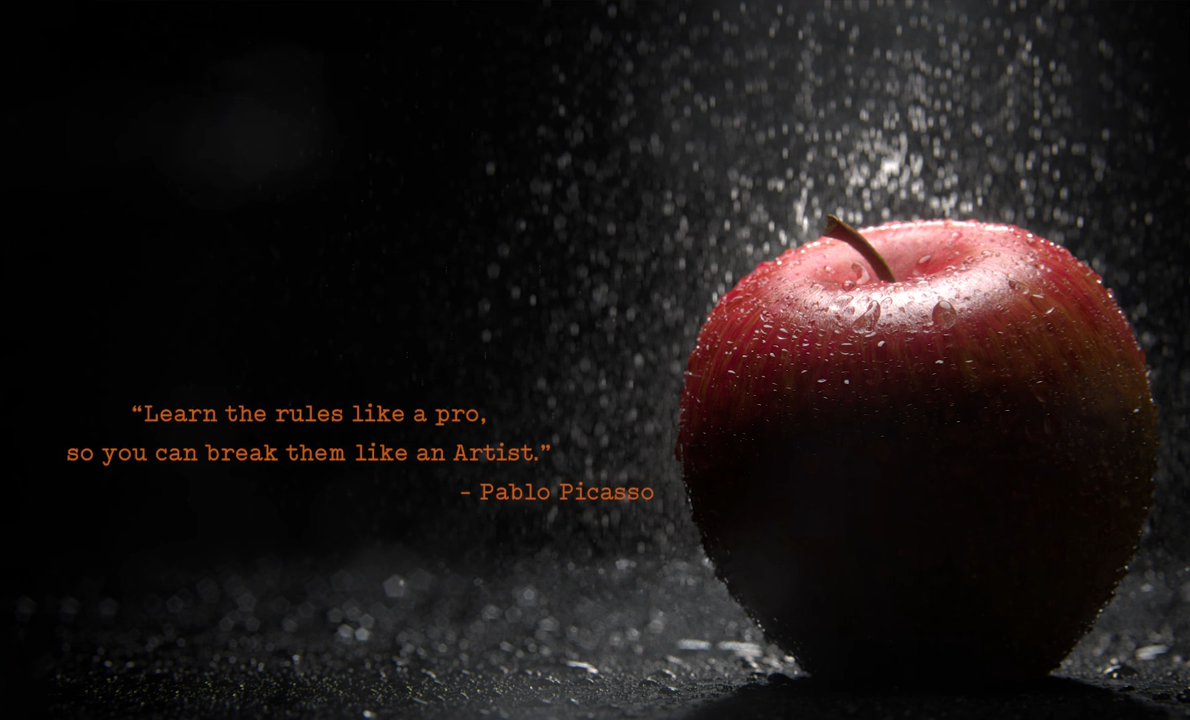 “Learn the rules like a pro,
so you can break them like an Artist.”
- Pablo Picasso